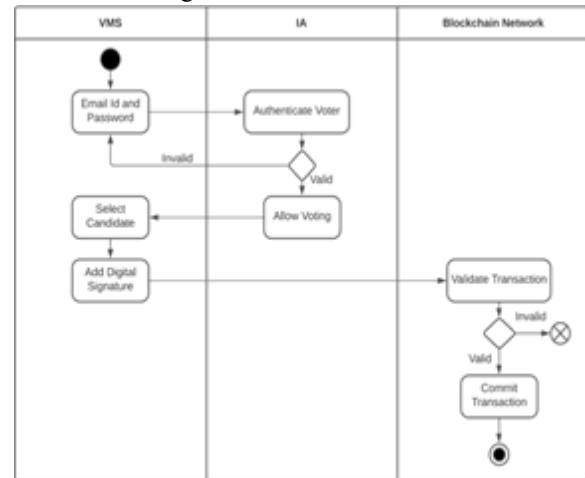 VMS
IA
Blockchain Network
Email Id and
Password
Authenticate Voter
Invalid
Valid
Select
Candidate
Allow Voting
Add Digital
Signature
Validate Transaction
Invalid
Valid
Commit
Transaction